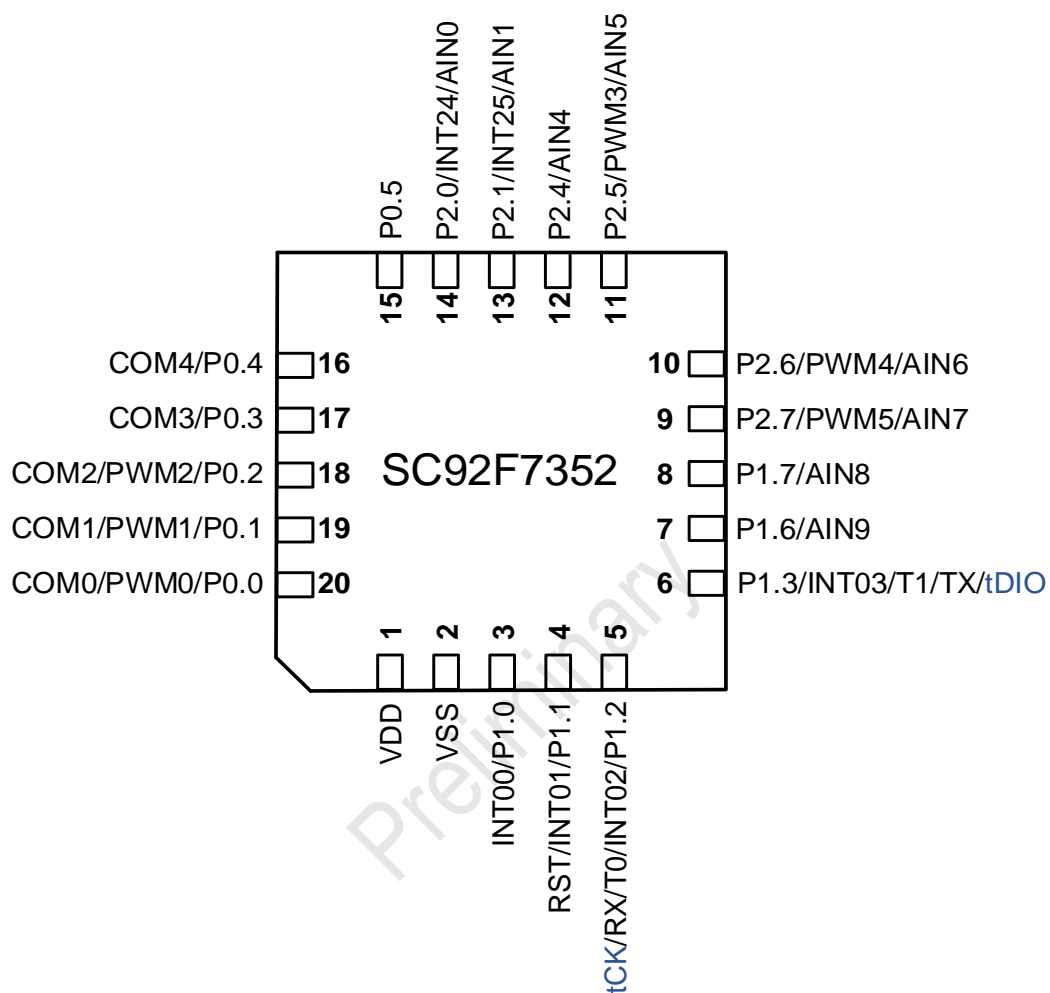 P0.5
P2.0/INT24/AIN0
P2.1/INT25/AIN1
P2.4/AIN4
P2.5/PWM3/AIN5
15
14
13
12
11
COM4/P0.4
16
10
P2.6/PWM4/AIN6
COM3/P0.3
17
9
P2.7/PWM5/AIN7
COM2/PWM2/P0.2
18
SC92F7352
8
P1.7/AIN8
COM1/PWM1/P0.1
19
7
P1.6/AIN9
COM0/PWM0/P0.0
20
6
P1.3/INT03/T1/TX/tDIO
1
2
3
4
5
VDD
VSS
INT00/P1.0
RST/INT01/P1.1
tCK/RX/T0/INT02/P1.2
Preliminary